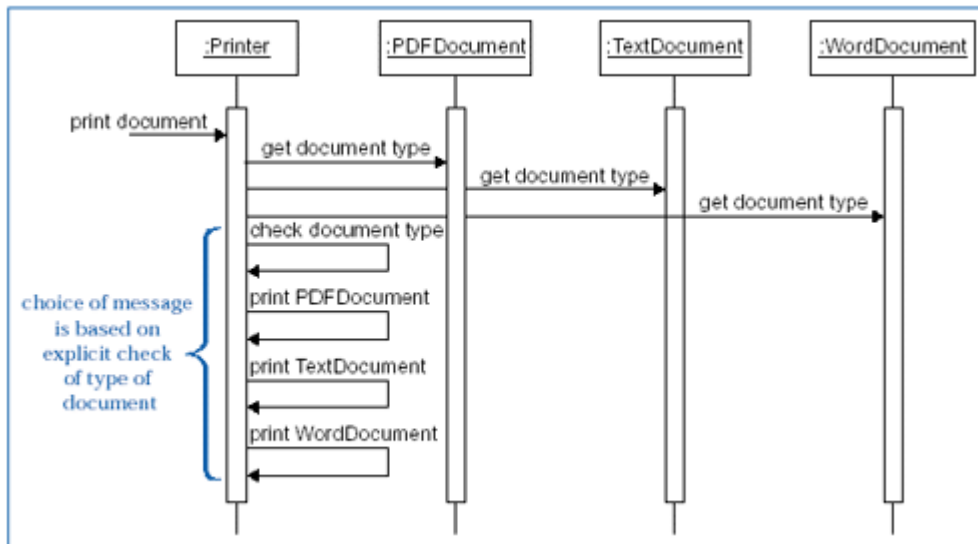 :Printer
:PDFDocument
:TextDocument
:WordDocument
print document
get document type
get document type
get document type
check document type
print PDFDocument
print TextDocument
print WordDocument
choice of message
is based on
explicit check
of type of
document